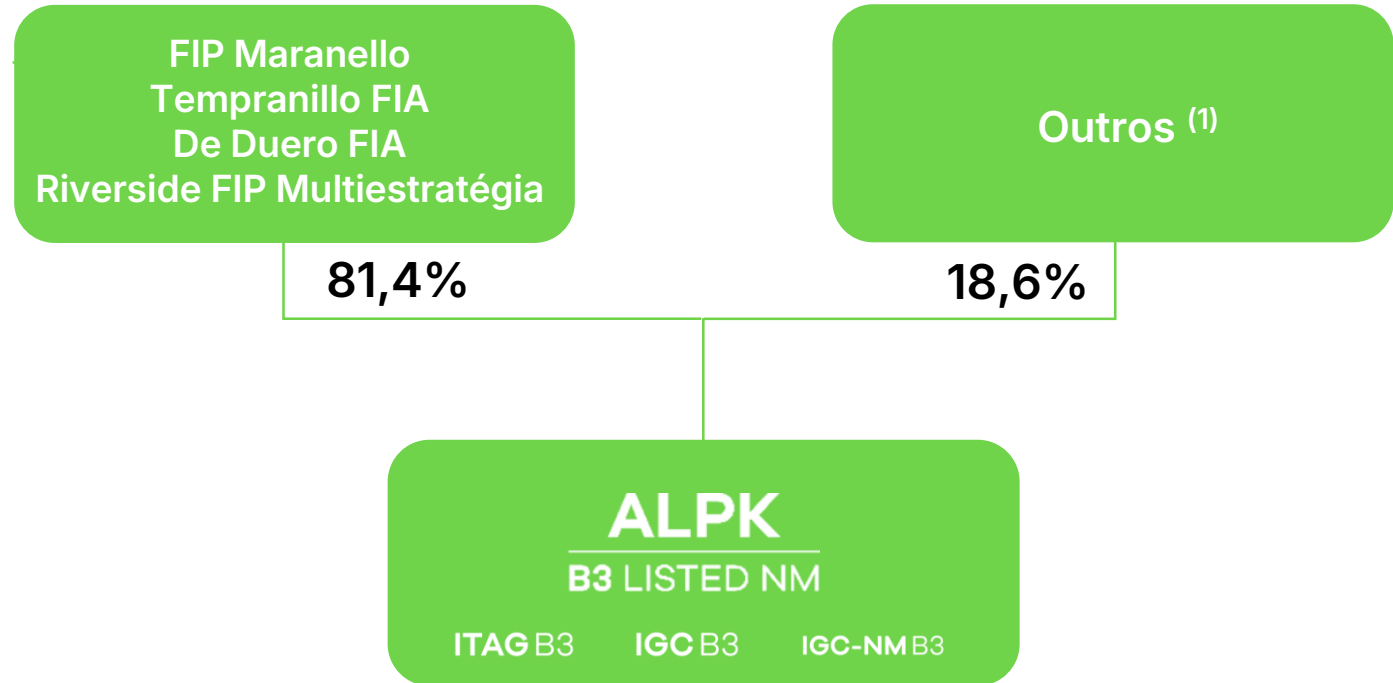 FIP Maranello
Tempranillo FIA
De Duero FIA
Riverside FIP Multiestratégia
Outros (1)
81,4%
18,6%
ALPK
B3 LISTED NM
ITAG B3 IGC B3 IGC-NM B3